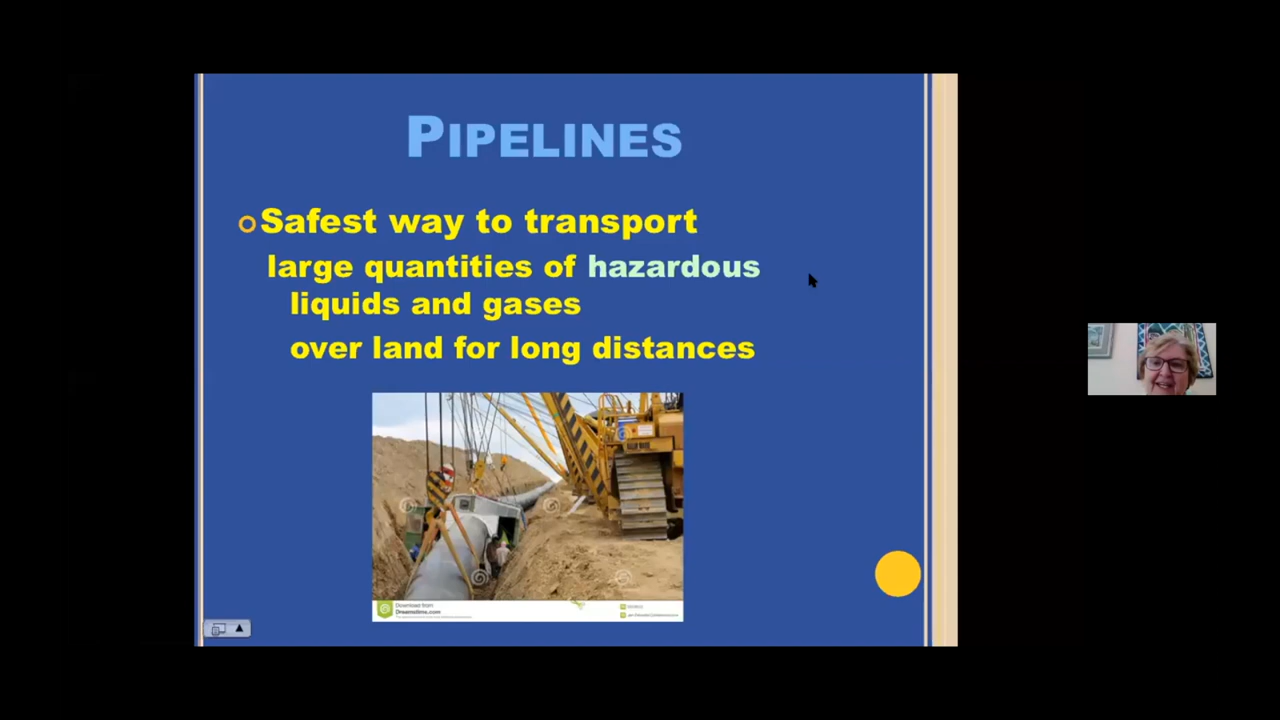 PIPELINES
Safest way to transport
large quantities of hazardous
liquids and gases
over land for long distances
Download from
Dreamstime.com